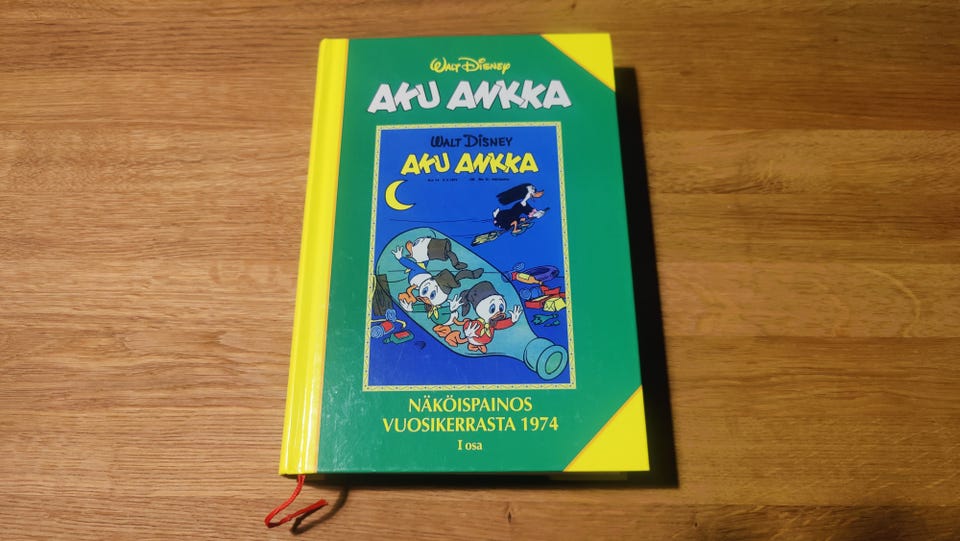 WALT DISNEY
AKU ANKKA
WALT DISNEY
AKU ANKKA
NÄKÖISPAINOS
VUOSIKERRASTA 1974
I osa